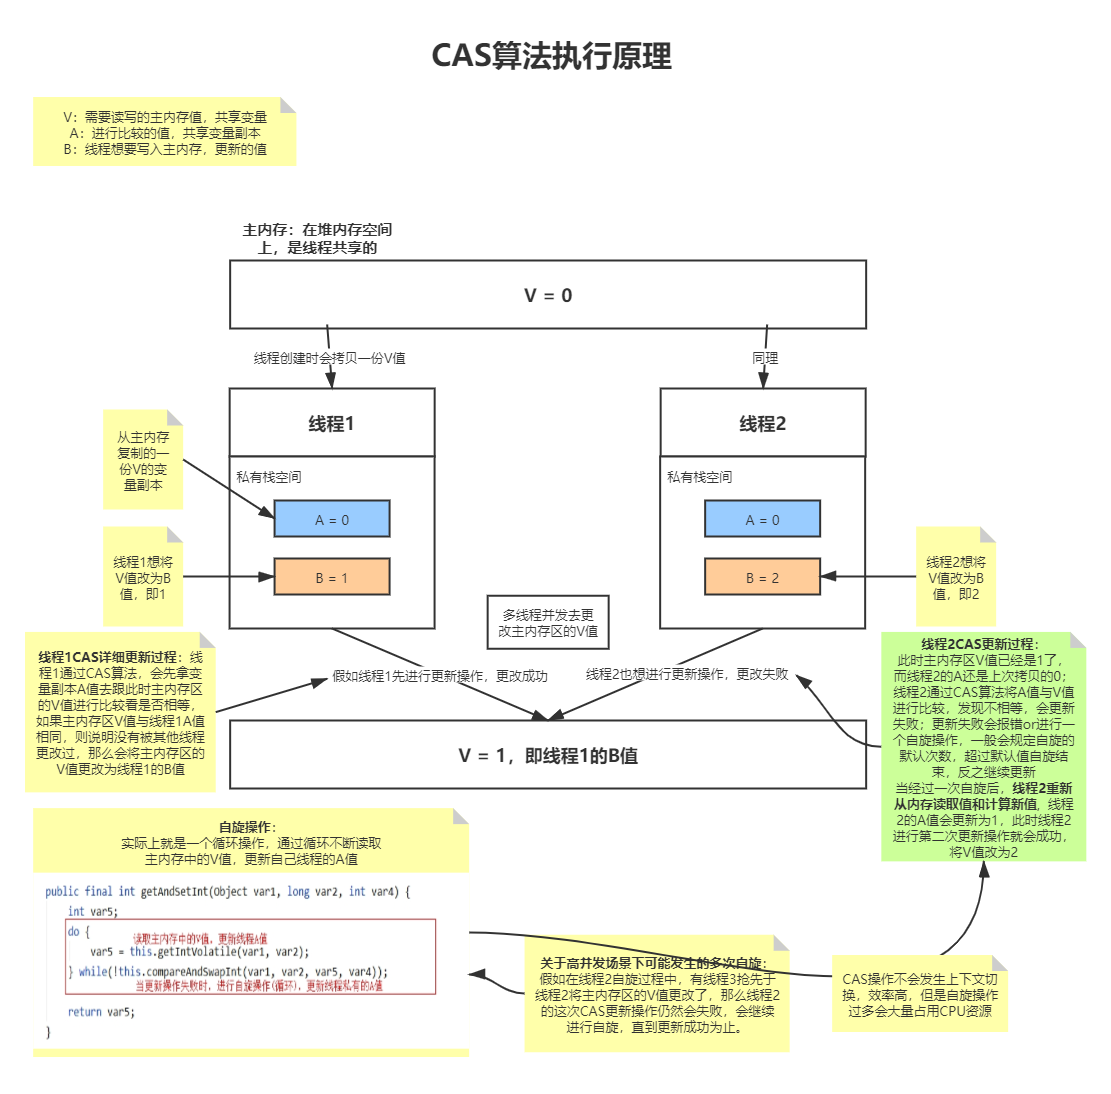 CAS算法执行原理
V：需要读写的主内存值，共享变量
A：进行比较的值，共享变量副本
B：线程想要写入主内存，更新的值
主内存：在堆内存空间
上，是线程共享的
V = 0
线程创建时会拷贝一份V值
同理
线程1
线程2
从主内存
复制的一
份V的变
量副本
私有栈空间
A = 0
私有栈空间
A = 0
线程1想将
V值改为B
值，即1
B = 1
B = 2
线程2想将
V值改为B
值，即2
多线程并发去更
改主内存区的V值
线程1CAS详细更新过程：线
程1通过CAS算法，会先拿变
量副本A值去跟此时主内存区
的V值进行比较看是否相等，
如果主内存区V值与线程1A值
相同，则说明没有被其他线程
更改过，那么会将主内存区的
V值更改为线程1的B值
假如线程1先进行更新操作，更改成功
线程2也想进行更新操作，更改失败
线程2CAS更新过程：
此时主内存区V值已经是1了，
而线程2的A还是上次拷贝的0；
线程2通过CAS算法将A值与V值
进行比较，发现不相等，会更新
失败；更新失败会报错or进行一
个自旋操作，一般会规定自旋的
默认次数，超过默认值自旋结
束，反之继续更新
当经过一次自旋后，线程2重新
从内存读取值和计算新值, 线程
2的A值会更新为1，此时线程2
进行第二次更新操作就会成功，
将V值改为2
V = 1，即线程1的B值
自旋操作：
实际上就是一个循环操作，通过循环不断读取
主内存中的V值，更新自己线程的A值
public final int getAndSetInt(Object var1, long var2, int var4) {
int var5;
do {
读取主内存中的V值，更新线程A值
var5 = this.getIntVolatile(var1, var2);
} while(!this.compareAndSwapInt(var1, var2, var5, var4));
当更新操作失败时，进行自旋操作(循环)，更新线程私有的A值
return var5;
}
关于高并发场景下可能发生的多次自旋：
假如在线程2自旋过程中，有线程3抢先于
线程2将主内存区的V值更改了，那么线程2
的这次CAS更新操作仍然会失败，会继续
进行自旋，直到更新成功为止。
CAS操作不会发生上下文切
换，效率高，但是自旋操作
过多会大量占用CPU资源